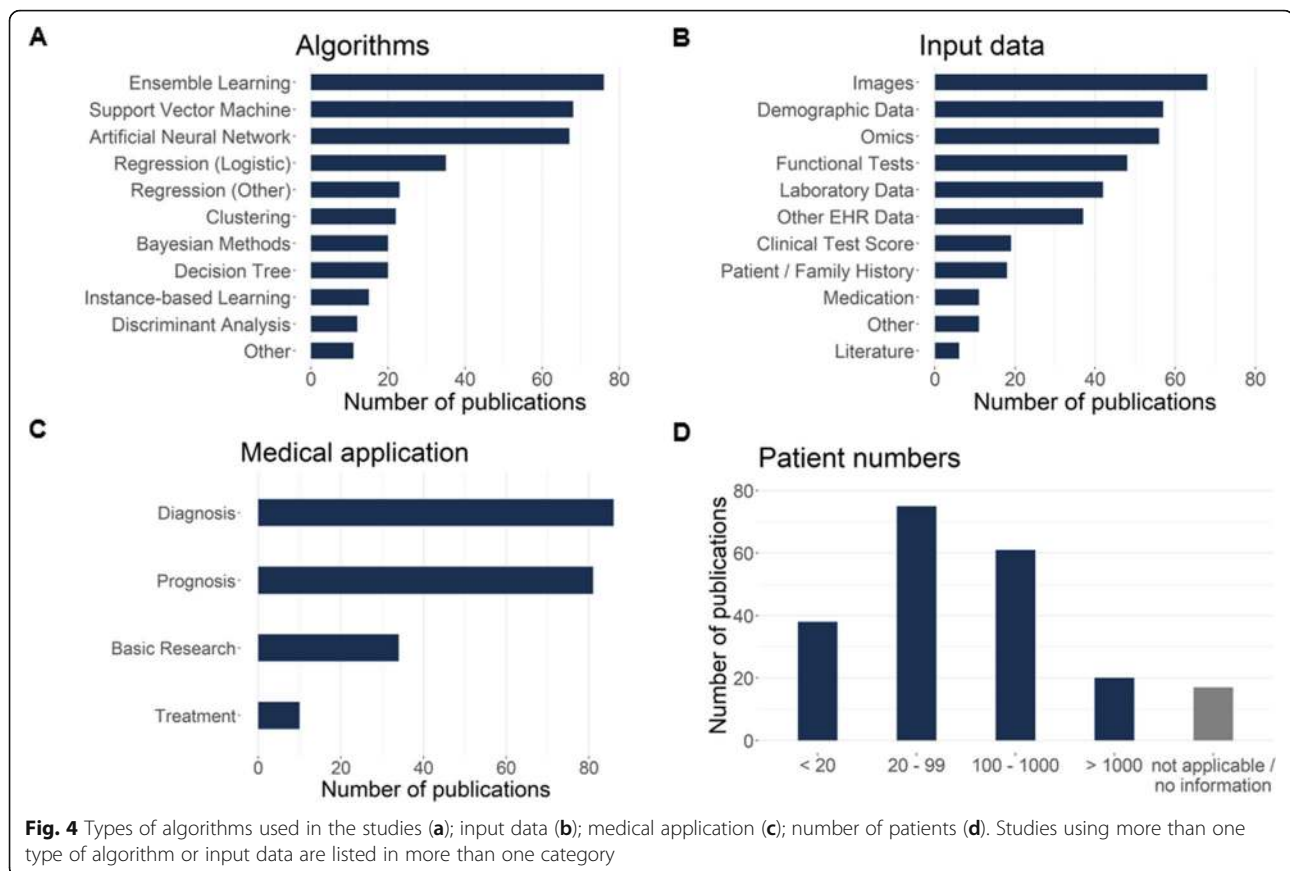 A
Algorithms
Ensemble Learning
Support Vector Machine
Artificial Neural Network
Regression (Logistic)
Regression (Other)
Clustering
Bayesian Methods
Decision Tree
Instance-based Learning
Discriminant Analysis
Other
0 20 40 60 80
Number of publications
B
Input data
Images
Demographic Data
Omics
Functional Tests
Laboratory Data
Other EHR Data
Clinical Test Score
Patient / Family History
Medication
Other
Literature
0 20 40 60 80
Number of publications
C
Medical application
Diagnosis
Prognosis
Basic Research
Treatment
0 20 40 60 80
Number of publications
D
Patient numbers
Number of publications
80
60
40
20
0
< 20 20 - 99 100 - 1000 > 1000 not applicable /
no information
Fig. 4 Types of algorithms used in the studies (a); input data (b); medical application (c); number of patients (d). Studies using more than one
type of algorithm or input data are listed in more than one category